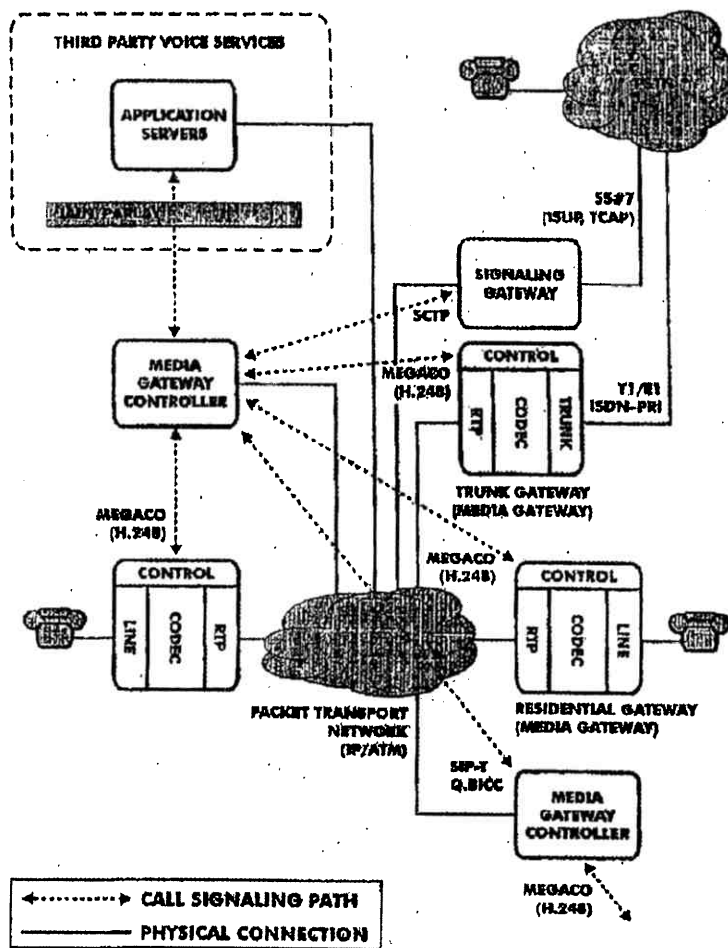 THIRD PARTY VOICE SERVICES
APPLICATION
SERVERS
PSTN
SS#7
(ISUP, TCAP)
SIGNALING
GATEWAY
SCTP
MEDIA
GATEWAY
CONTROLLER
MEGACO
(H.248)
CONTROL
RTP
CODEC
TRUNK
T1/E1
ISDN-PRI
TRUNK GATEWAY
(MEDIA GATEWAY)
MEGACO
(H.248)
CONTROL
LINE
CODEC
RTP
MEGACO
(H.248)
CONTROL
RTP
CODEC
LINE
RESIDENTIAL GATEWAY
(MEDIA GATEWAY)
PACKET TRANSPORT
NETWORK
(IP/ATM)
SIP-T
Q.BICC
MEDIA
GATEWAY
CONTROLLER
MEGACO
(H.248)
CALL SIGNALING PATH
PHYSICAL CONNECTION